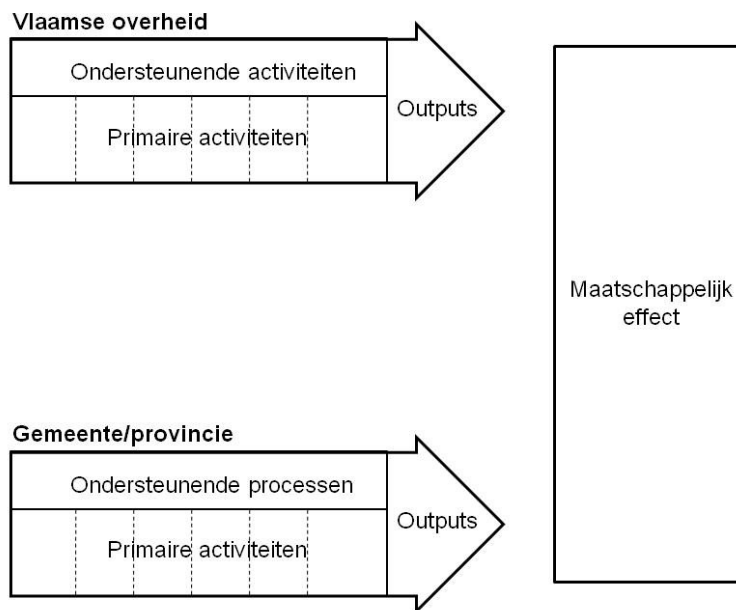 Vlaamse overheid
Ondersteunende activiteiten
Primaire activiteiten
Outputs
Maatschappelijk
effect
Gemeente/provincie
Ondersteunende processen
Primaire activiteiten
Outputs